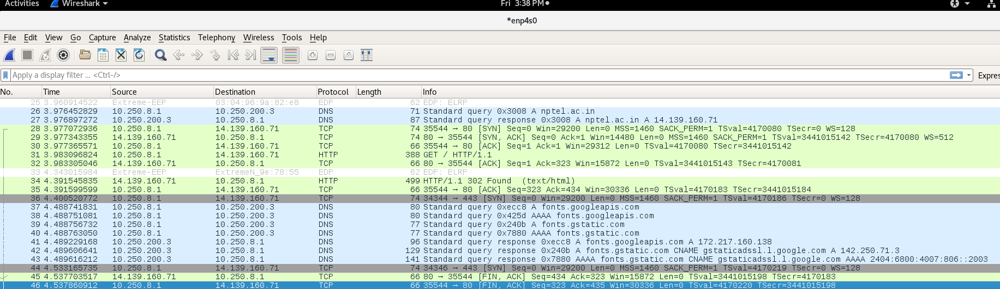 Activities Wireshark Fri 3:38 PM
*enp4s0
File Edit View Go Capture Analyze Statistics Telephony Wireless Tools Help
Apply a display filter ... <Ctrl-/> Expres
No. Time Source Destination Protocol Length Info
25 3.960914522 Extreme-EEP 03:04:96:9a:82:e8 EDP 62 EDP: ELRP
26 3.976452829 10.250.8.1 10.250.200.3 DNS 71 Standard query 0x3008 A nptel.ac.in
27 3.976897272 10.250.200.3 10.250.8.1 DNS 87 Standard query response 0x3008 A nptel.ac.in A 14.139.160.71
28 3.977072936 10.250.8.1 14.139.160.71 TCP 74 35544 → 80 [SYN] Seq=0 Win=29200 Len=0 MSS=1460 SACK_PERM=1 TSval=4170080 TSecr=0 WS=128
29 3.977343355 14.139.160.71 10.250.8.1 TCP 74 80 → 35544 [SYN, ACK] Seq=0 Ack=1 Win=14480 Len=0 MSS=1460 SACK_PERM=1 TSval=3441015142 TSecr=4170080 WS=512
30 3.977365571 10.250.8.1 14.139.160.71 TCP 66 35544 → 80 [ACK] Seq=1 Ack=1 Win=29312 Len=0 TSval=4170080 TSecr=3441015142
31 3.983096824 10.250.8.1 14.139.160.71 HTTP 388 GET / HTTP/1.1
32 3.983305046 14.139.160.71 10.250.8.1 TCP 66 80 → 35544 [ACK] Seq=1 Ack=323 Win=15872 Len=0 TSval=3441015143 TSecr=4170081
33 4.343015984 Extreme-EEP ExtremeN_9e:78:55 EDP 62 EDP: ELRP
34 4.391545835 14.139.160.71 10.250.8.1 HTTP 499 HTTP/1.1 302 Found (text/html)
35 4.391599599 10.250.8.1 14.139.160.71 TCP 66 35544 → 80 [ACK] Seq=323 Ack=434 Win=30336 Len=0 TSval=4170183 TSecr=3441015184
36 4.400520772 10.250.8.1 14.139.160.71 TCP 74 34344 → 443 [SYN] Seq=0 Win=29200 Len=0 MSS=1460 SACK_PERM=1 TSval=4170186 TSecr=0 WS=128
37 4.488741831 10.250.8.1 10.250.200.3 DNS 80 Standard query 0xecc8 A fonts.googleapis.com
38 4.488751081 10.250.8.1 10.250.200.3 DNS 80 Standard query 0x425d AAAA fonts.googleapis.com
39 4.488756732 10.250.8.1 10.250.200.3 DNS 77 Standard query 0x240b A fonts.gstatic.com
40 4.488763050 10.250.8.1 10.250.200.3 DNS 77 Standard query 0x7880 AAAA fonts.gstatic.com
41 4.489229168 10.250.200.3 10.250.8.1 DNS 96 Standard query response 0xecc8 A fonts.googleapis.com A 172.217.160.138
42 4.489606641 10.250.200.3 10.250.8.1 DNS 129 Standard query response 0x240b A fonts.gstatic.com CNAME gstaticadssl.l.google.com A 142.250.71.3
43 4.489616212 10.250.200.3 10.250.8.1 DNS 141 Standard query response 0x7880 AAAA fonts.gstatic.com CNAME gstaticadssl.l.google.com AAAA 2404:6800:4007:806::2003
44 4.533165735 10.250.8.1 14.139.160.71 TCP 74 34346 → 443 [SYN] Seq=0 Win=29200 Len=0 MSS=1460 SACK_PERM=1 TSval=4170219 TSecr=0 WS=128
45 4.537703517 14.139.160.71 10.250.8.1 TCP 66 80 → 35544 [FIN, ACK] Seq=434 Ack=323 Win=15872 Len=0 TSval=3441015198 TSecr=4170183
46 4.537860912 10.250.8.1 14.139.160.71 TCP 66 35544 → 80 [FIN, ACK] Seq=323 Ack=435 Win=30336 Len=0 TSval=4170220 TSecr=3441015198